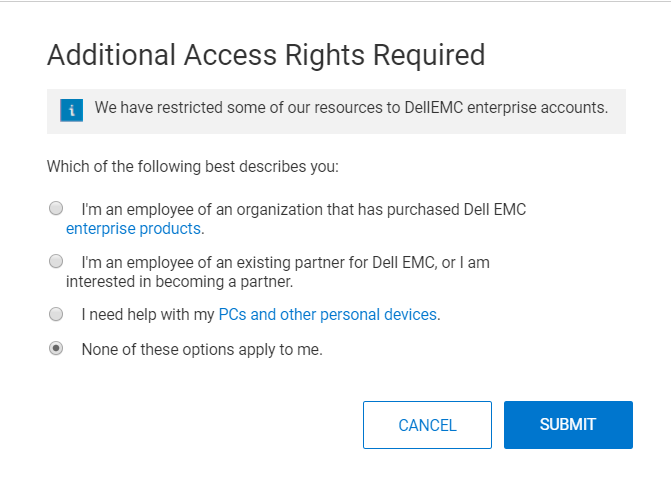 Additional Access Rights Required
i We have restricted some of our resources to DellEMC enterprise accounts.
Which of the following best describes you:
I'm an employee of an organization that has purchased Dell EMC
enterprise products.
I'm an employee of an existing partner for Dell EMC, or I am
interested in becoming a partner.
I need help with my PCs and other personal devices.
None of these options apply to me.
CANCEL SUBMIT